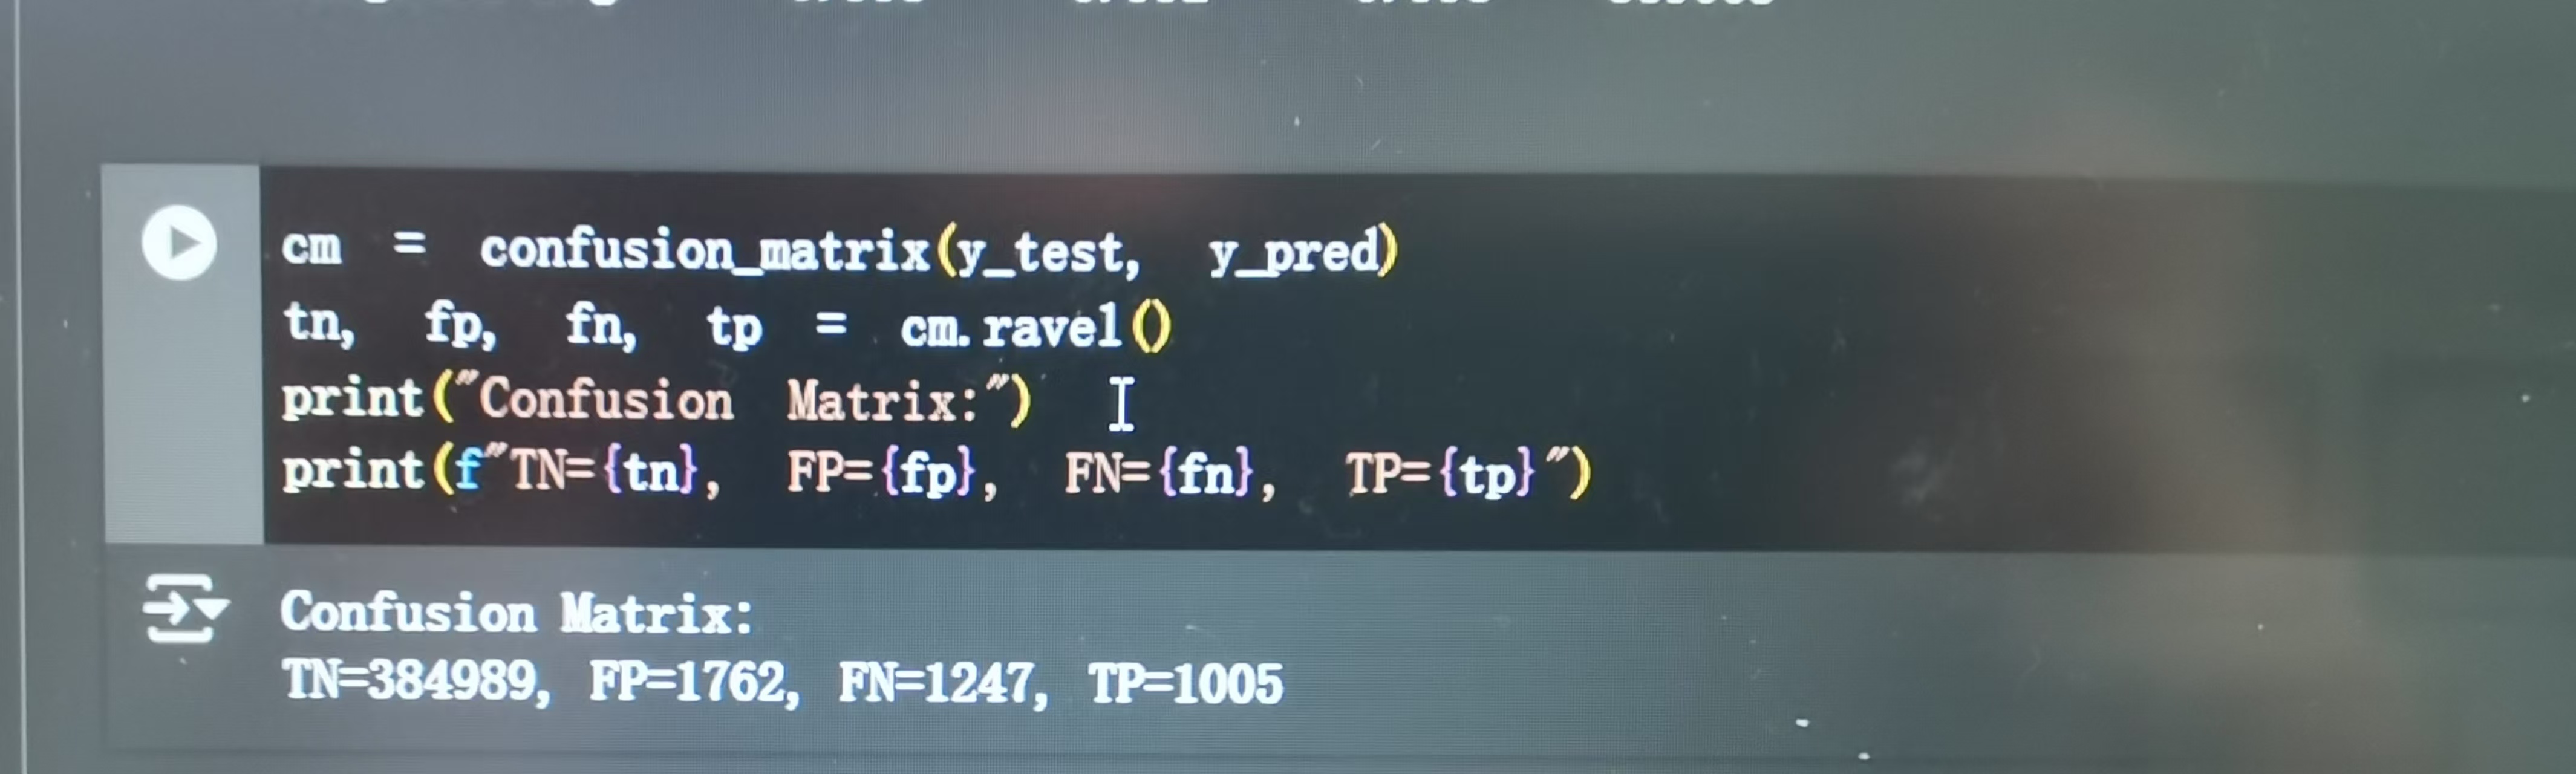 cm = confusion_matrix(y_test, y_pred)
tn, fp, fn, tp = cm.ravel()
print("Confusion Matrix:")
print(f"TN={tn}, FP={fp}, FN={fn}, TP={tp}")
Confusion Matrix:
TN=384989, FP=1762, FN=1247, TP=1005